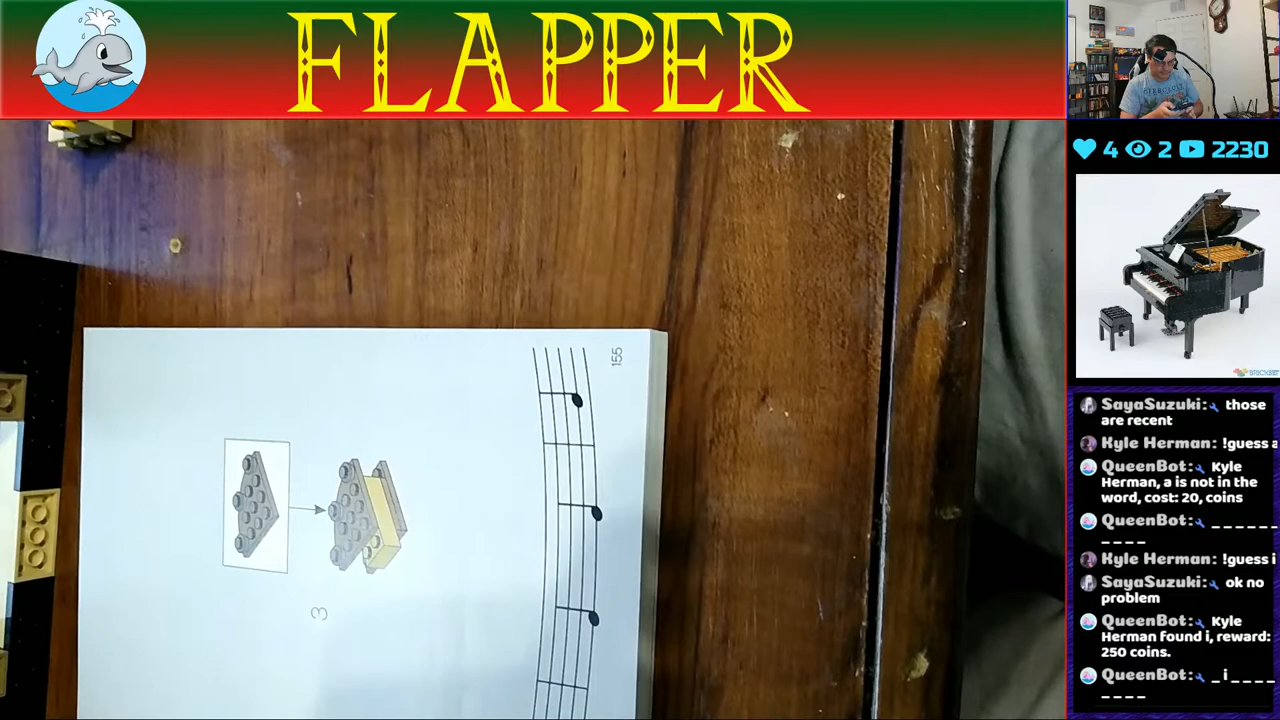 FLAPPER
4 2 2230
155
3
SayaSuzuki: those
are recent
Kyle Herman: !guess a
QueenBot: Kyle
Herman, a is not in the
word, cost: 20, coins
QueenBot: _ _ _ _ _ _
_ _ _ _
Kyle Herman: !guess i
SayaSuzuki: ok no
problem
QueenBot: Kyle
Herman found i, reward:
250 coins.
QueenBot: _ i _ _ _ _
_ _ _ _